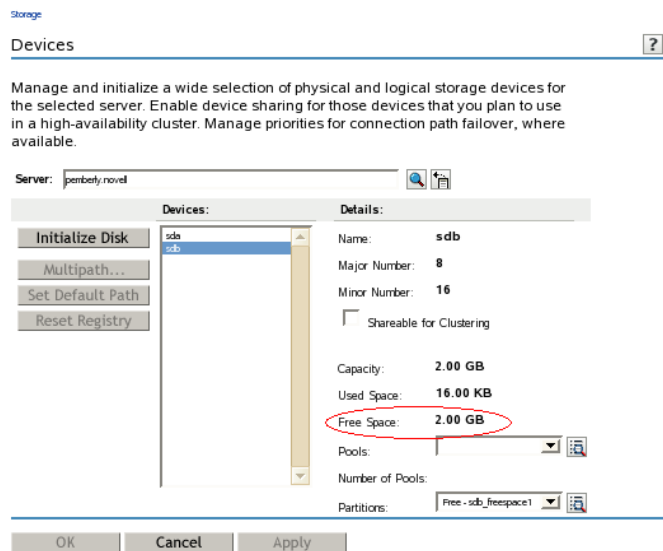 Storage
Devices
?
Manage and initialize a wide selection of physical and logical storage devices for
the selected server. Enable device sharing for those devices that you plan to use
in a high-availability cluster. Manage priorities for connection path failover, where
available.
Server: pemberly.novell
Devices: Details:
Initialize Disk
Multipath...
Set Default Path
Reset Registry
sda
sdb
Name: sdb
Major Number: 8
Minor Number: 16
Shareable for Clustering
Capacity: 2.00 GB
Used Space: 16.00 KB
Free Space: 2.00 GB
Pools:
Number of Pools:
Partitions: Free - sdb_freespace1
OK Cancel Apply